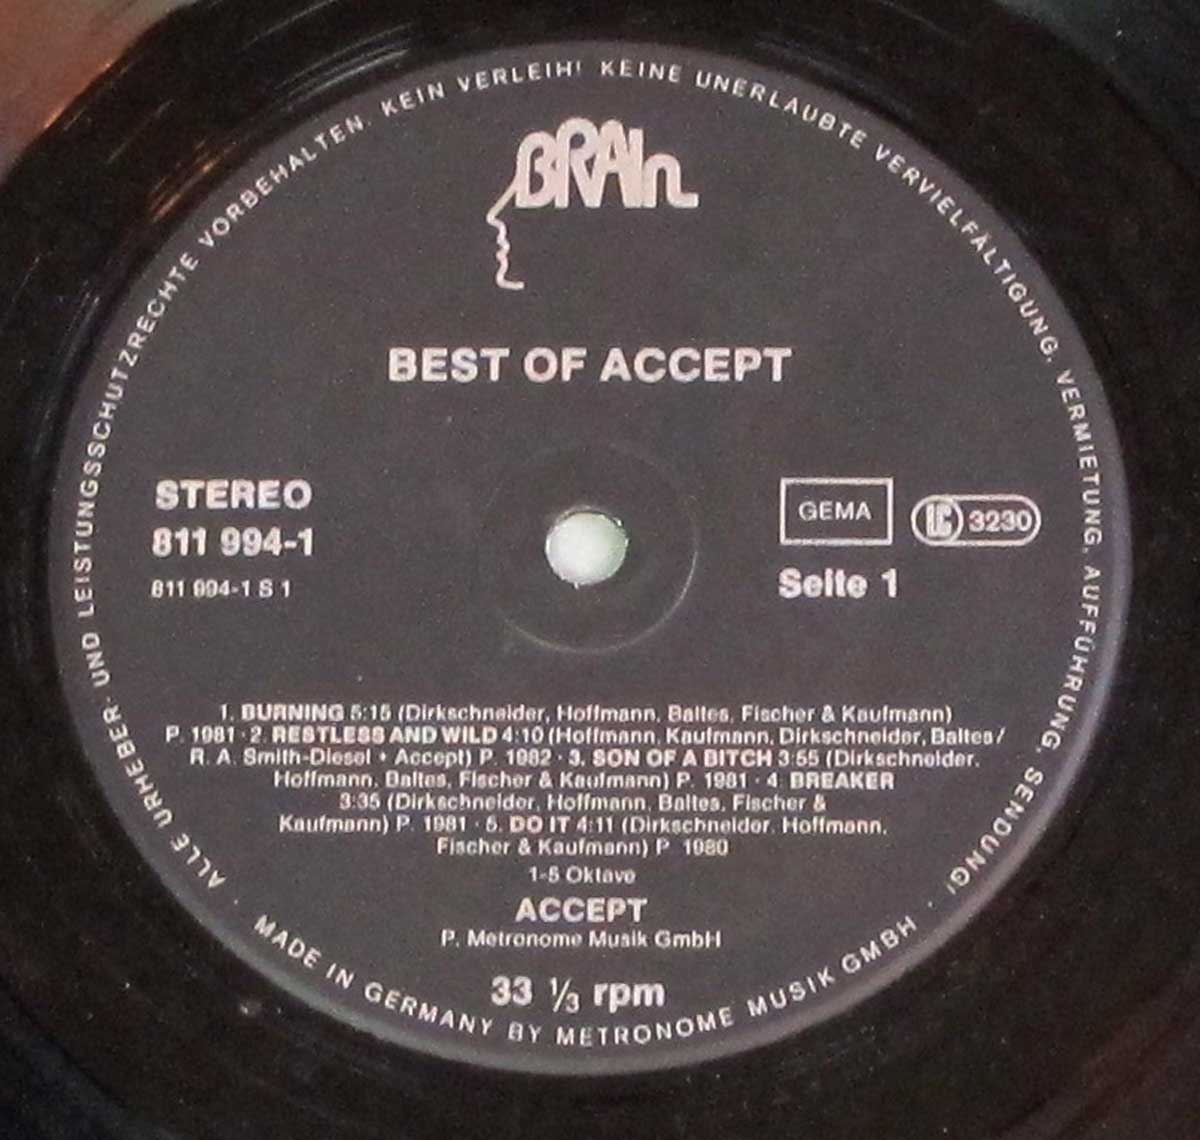 ALLE URHEBER- UND LEISTUNGSSCHUTZRECHTE VORBEHALTEN. KEIN VERLEIH! KEINE UNERLAUBTE VERVIELFÄLTIGUNG, VERMIETUNG, AUFFÜHRUNG, SENDUNG!
BRAIN
BEST OF ACCEPT
STEREO
811 994-1
811 994-1 S 1
GEMA
LC 3230
Seite 1
1. BURNING 5:15 (Dirkschneider, Hoffmann, Baltes, Fischer & Kaufmann)
P. 1981 · 2. RESTLESS AND WILD 4:10 (Hoffmann, Kaufmann, Dirkschneider, Baltes/
R. A. Smith-Diesel · Accept) P. 1982 · 3. SON OF A BITCH 3:55 (Dirkschneider,
Hoffmann, Baltes, Fischer & Kaufmann) P. 1981 · 4. BREAKER
3:35 (Dirkschneider, Hoffmann, Baltes, Fischer &
Kaufmann) P. 1981 · 5. DO IT 4:11 (Dirkschneider, Hoffmann,
Fischer & Kaufmann) P. 1980
1-5 Oktave
ACCEPT
P. Metronome Musik GmbH
33 ⅓ rpm
· MADE IN GERMANY BY METRONOME MUSIK GMBH ·